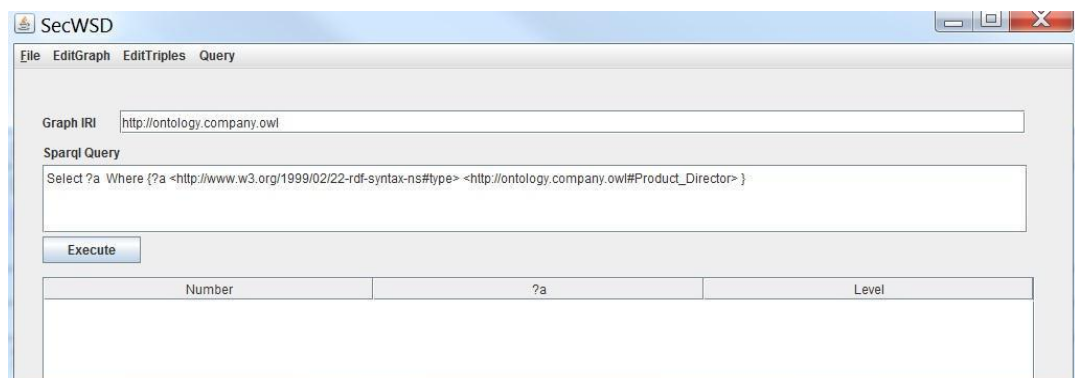 SecWSD
File EditGraph EditTriples Query
Graph IRI http://ontology.company.owl
Sparql Query
Select ?a Where {?a <http://www.w3.org/1999/02/22-rdf-syntax-ns#type> <http://ontology.company.owl#Product_Director> }
Execute
Number ?a Level